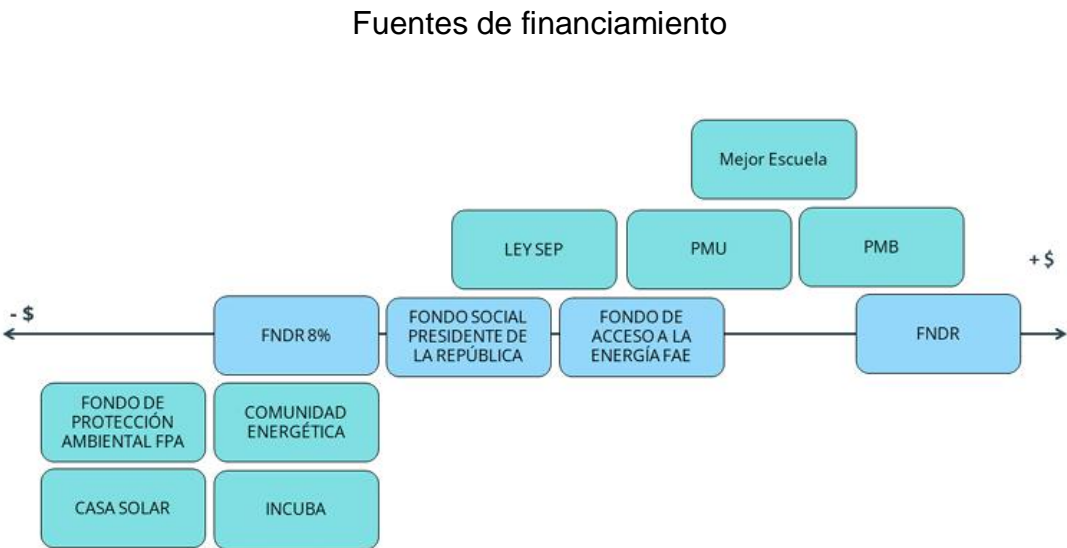 Fuentes de financiamiento
Mejor Escuela
LEY SEP
PMU
PMB
+ $
- $
FNDR 8%
FONDO SOCIAL
PRESIDENTE DE
LA REPÚBLICA
FONDO DE
ACCESO A LA
ENERGÍA FAE
FNDR
FONDO DE
PROTECCIÓN
AMBIENTAL FPA
COMUNIDAD
ENERGÉTICA
CASA SOLAR
INCUBA